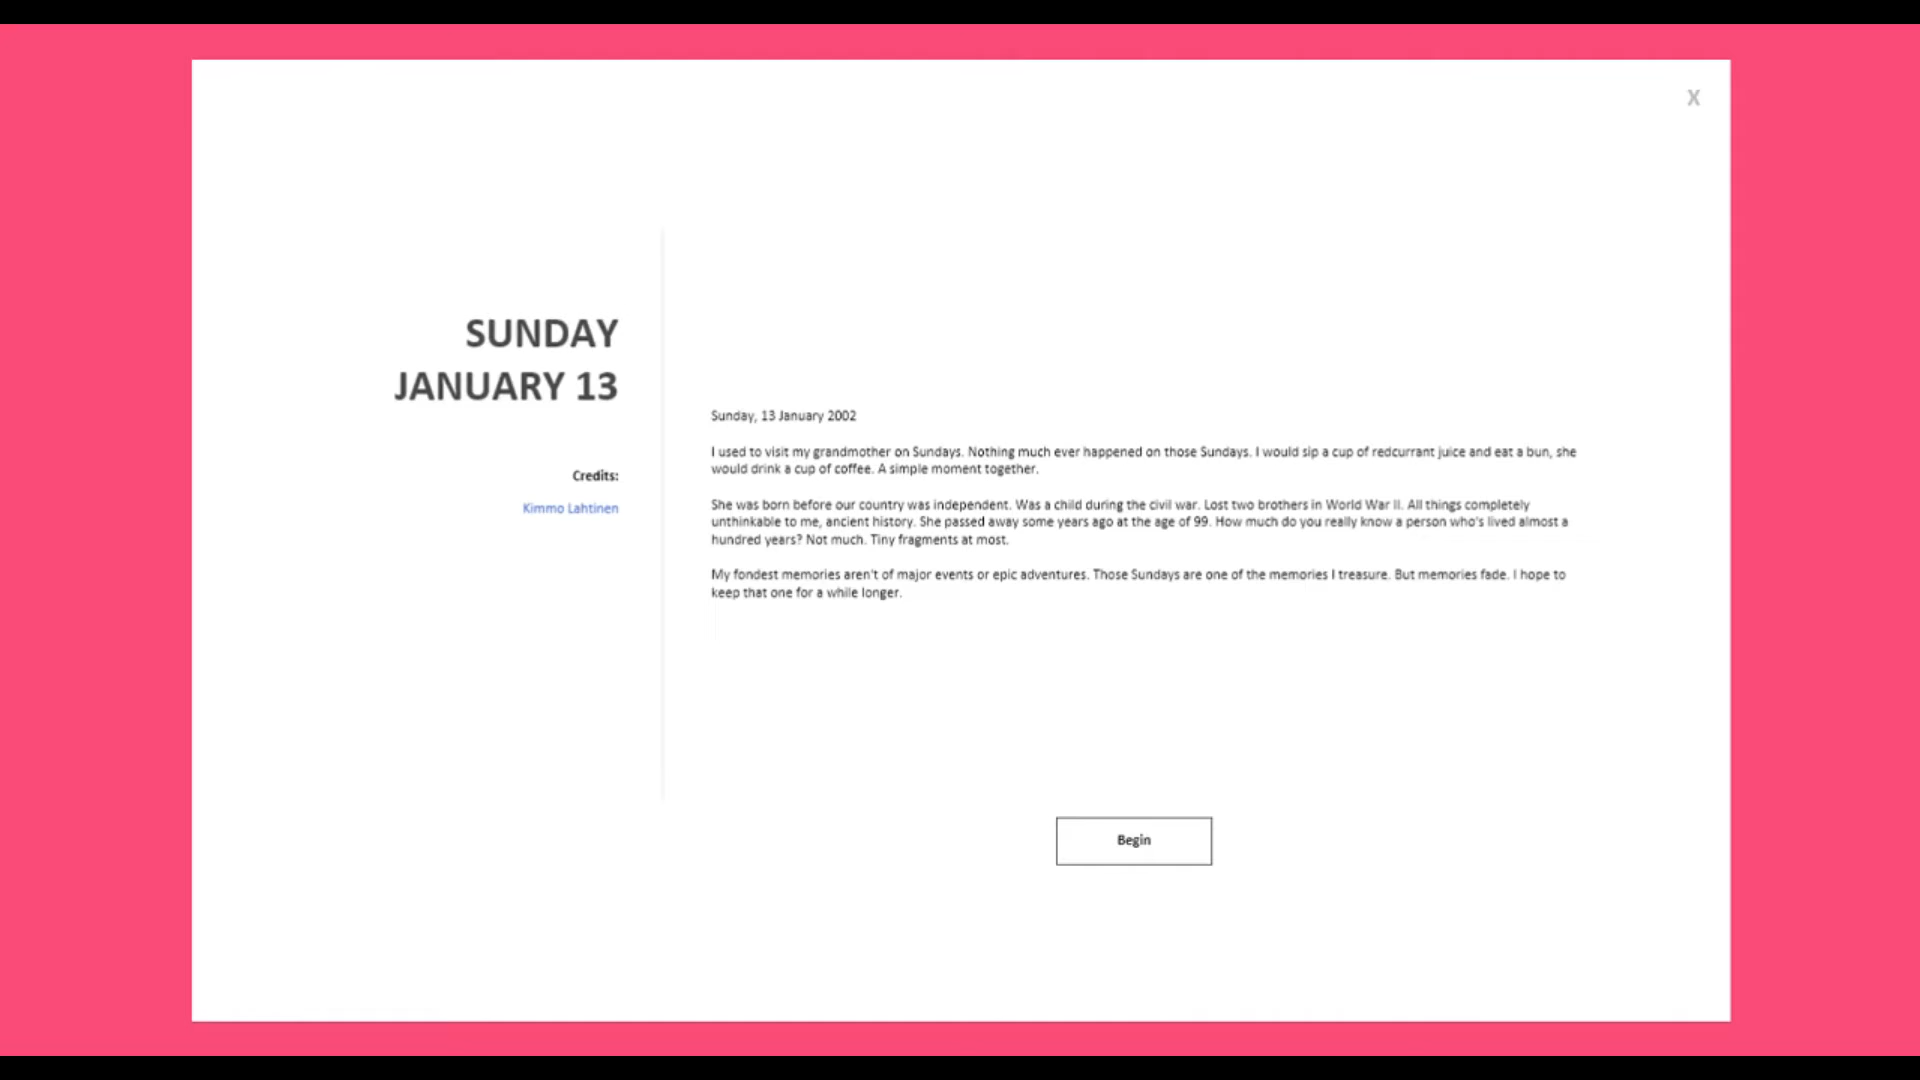 X
SUNDAY
JANUARY 13
Credits:
Kimmo Lahtinen
Sunday, 13 January 2002
I used to visit my grandmother on Sundays. Nothing much ever happened on those Sundays. I would sip a cup of redcurrant juice and eat a bun, she
would drink a cup of coffee. A simple moment together.
She was born before our country was independent. Was a child during the civil war. Lost two brothers in World War II. All things completely
unthinkable to me, ancient history. She passed away some years ago at the age of 99. How much do you really know a person who's lived almost a
hundred years? Not much. Tiny fragments at most.
My fondest memories aren't of major events or epic adventures. Those Sundays are one of the memories I treasure. But memories fade. I hope to
keep that one for a while longer.
Begin